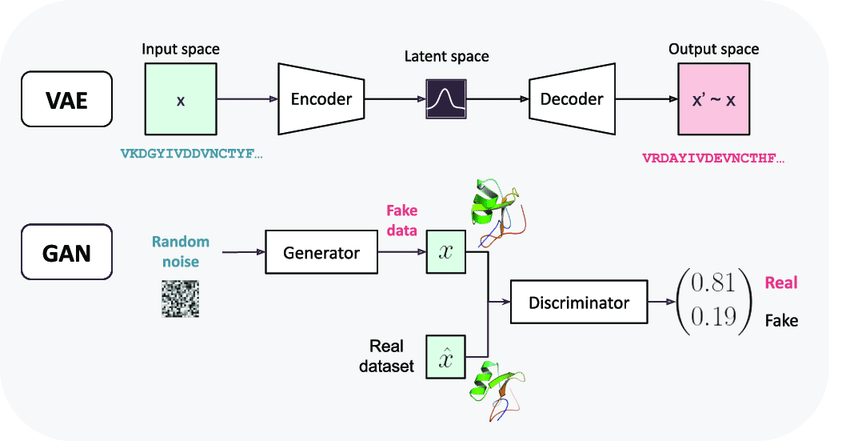 Input space
Latent space
Output space
VAE
x
Encoder
Decoder
x’ ~ x
VKDGYIVDDVNCTYF...
VRDAYIVDEVNCTHF...
GAN
Random
noise
Generator
Fake
data
x
Discriminator
0.81
0.19
Real
Fake
Real
dataset
x̂